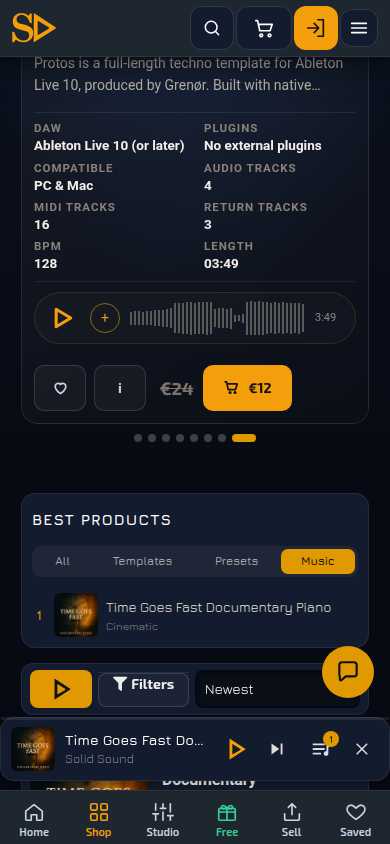 SD
Protos is a full-length techno template for Ableton
Live 10, produced by Grenør. Built with native…
DAW
PLUGINS
Ableton Live 10 (or later)
No external plugins
COMPATIBLE
AUDIO TRACKS
PC & Mac
4
MIDI TRACKS
RETURN TRACKS
16
3
BPM
LENGTH
128
03:49
+
3:49
i
€24
€12
BEST PRODUCTS
All
Templates
Presets
Music
1
TIME GOES
FAST
Time Goes Fast Documentary Piano
Cinematic
Filters
Newest
TIME GOES
FAST
Time Goes Fast Do...
Solid Sound
1
Documentary
Home
Shop
Studio
Free
Sell
Saved